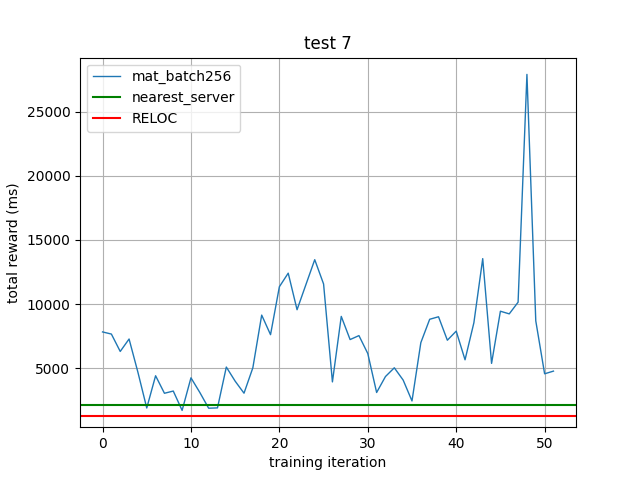 test 7
mat_batch256
nearest_server
RELOC
total reward (ms)
25000
20000
15000
10000
5000
0 10 20 30 40 50
training iteration